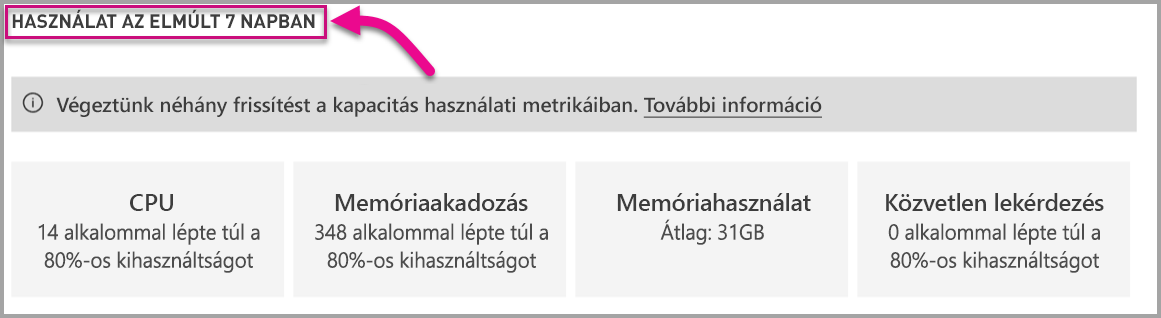 HASZNÁLAT AZ ELMÚLT 7 NAPBAN
Végeztünk néhány frissítést a kapacitás használati metrikáiban. További információ
CPU
14 alkalommal lépte túl a
80%-os kihasználtságot
Memóriaakadozás
348 alkalommal lépte túl a
80%-os kihasználtságot
Memóriahasználat
Átlag: 31GB
Közvetlen lekérdezés
0 alkalommal lépte túl a
80%-os kihasználtságot